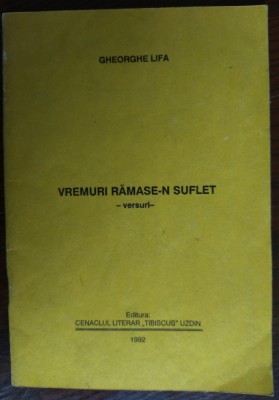 GHEORGHE LIFA
VREMURI RĂMASE-N SUFLET
– versuri–
Editura:
CENACLUL LITERAR „TIBISCUS" UZDIN
1992